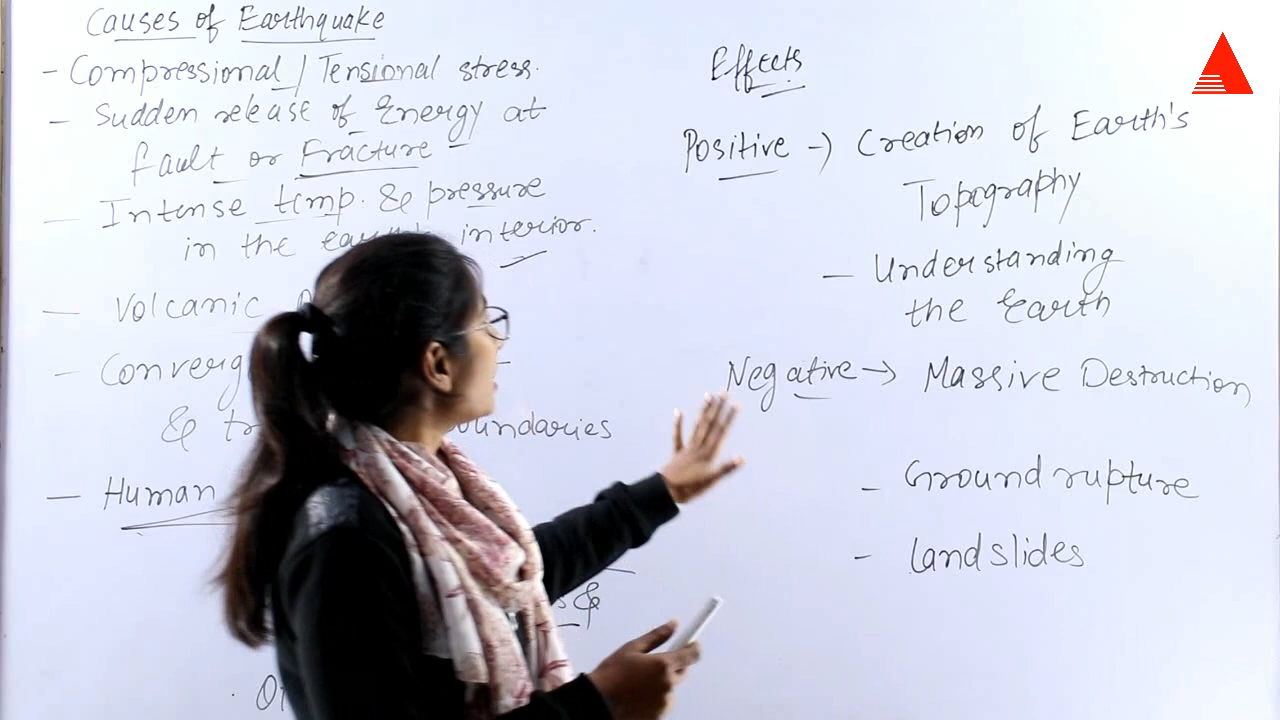 Causes of Earthquake
- Compressional / Tensional stress.
- Sudden release of Energy at
fault or Fracture
- Intense temp. & pressure
in the earth's interior.
- Volcanic
- Converg
& boundaries
- Human
&
Effects
Positive -> Creation of Earth's
Topography
- Understanding
the Earth
Negative -> Massive Destruction
- Ground rupture
- landslides